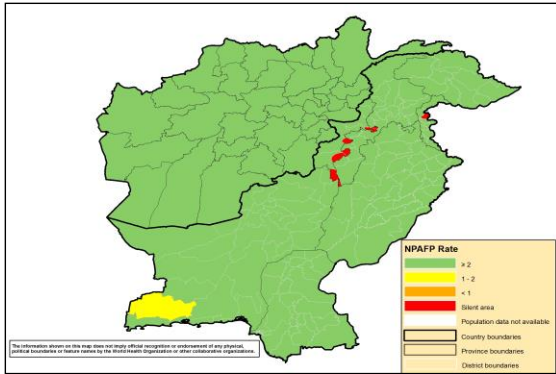 NPAFP Rate
≥ 2
1 - 2
< 1
Silent area
Population data not available
Country boundaries
Province boundaries
District boundaries
The information shown on this map does not imply official recognition or endorsement of any physical,
political boundaries or feature names by the World Health Organization or other collaborative organizations.